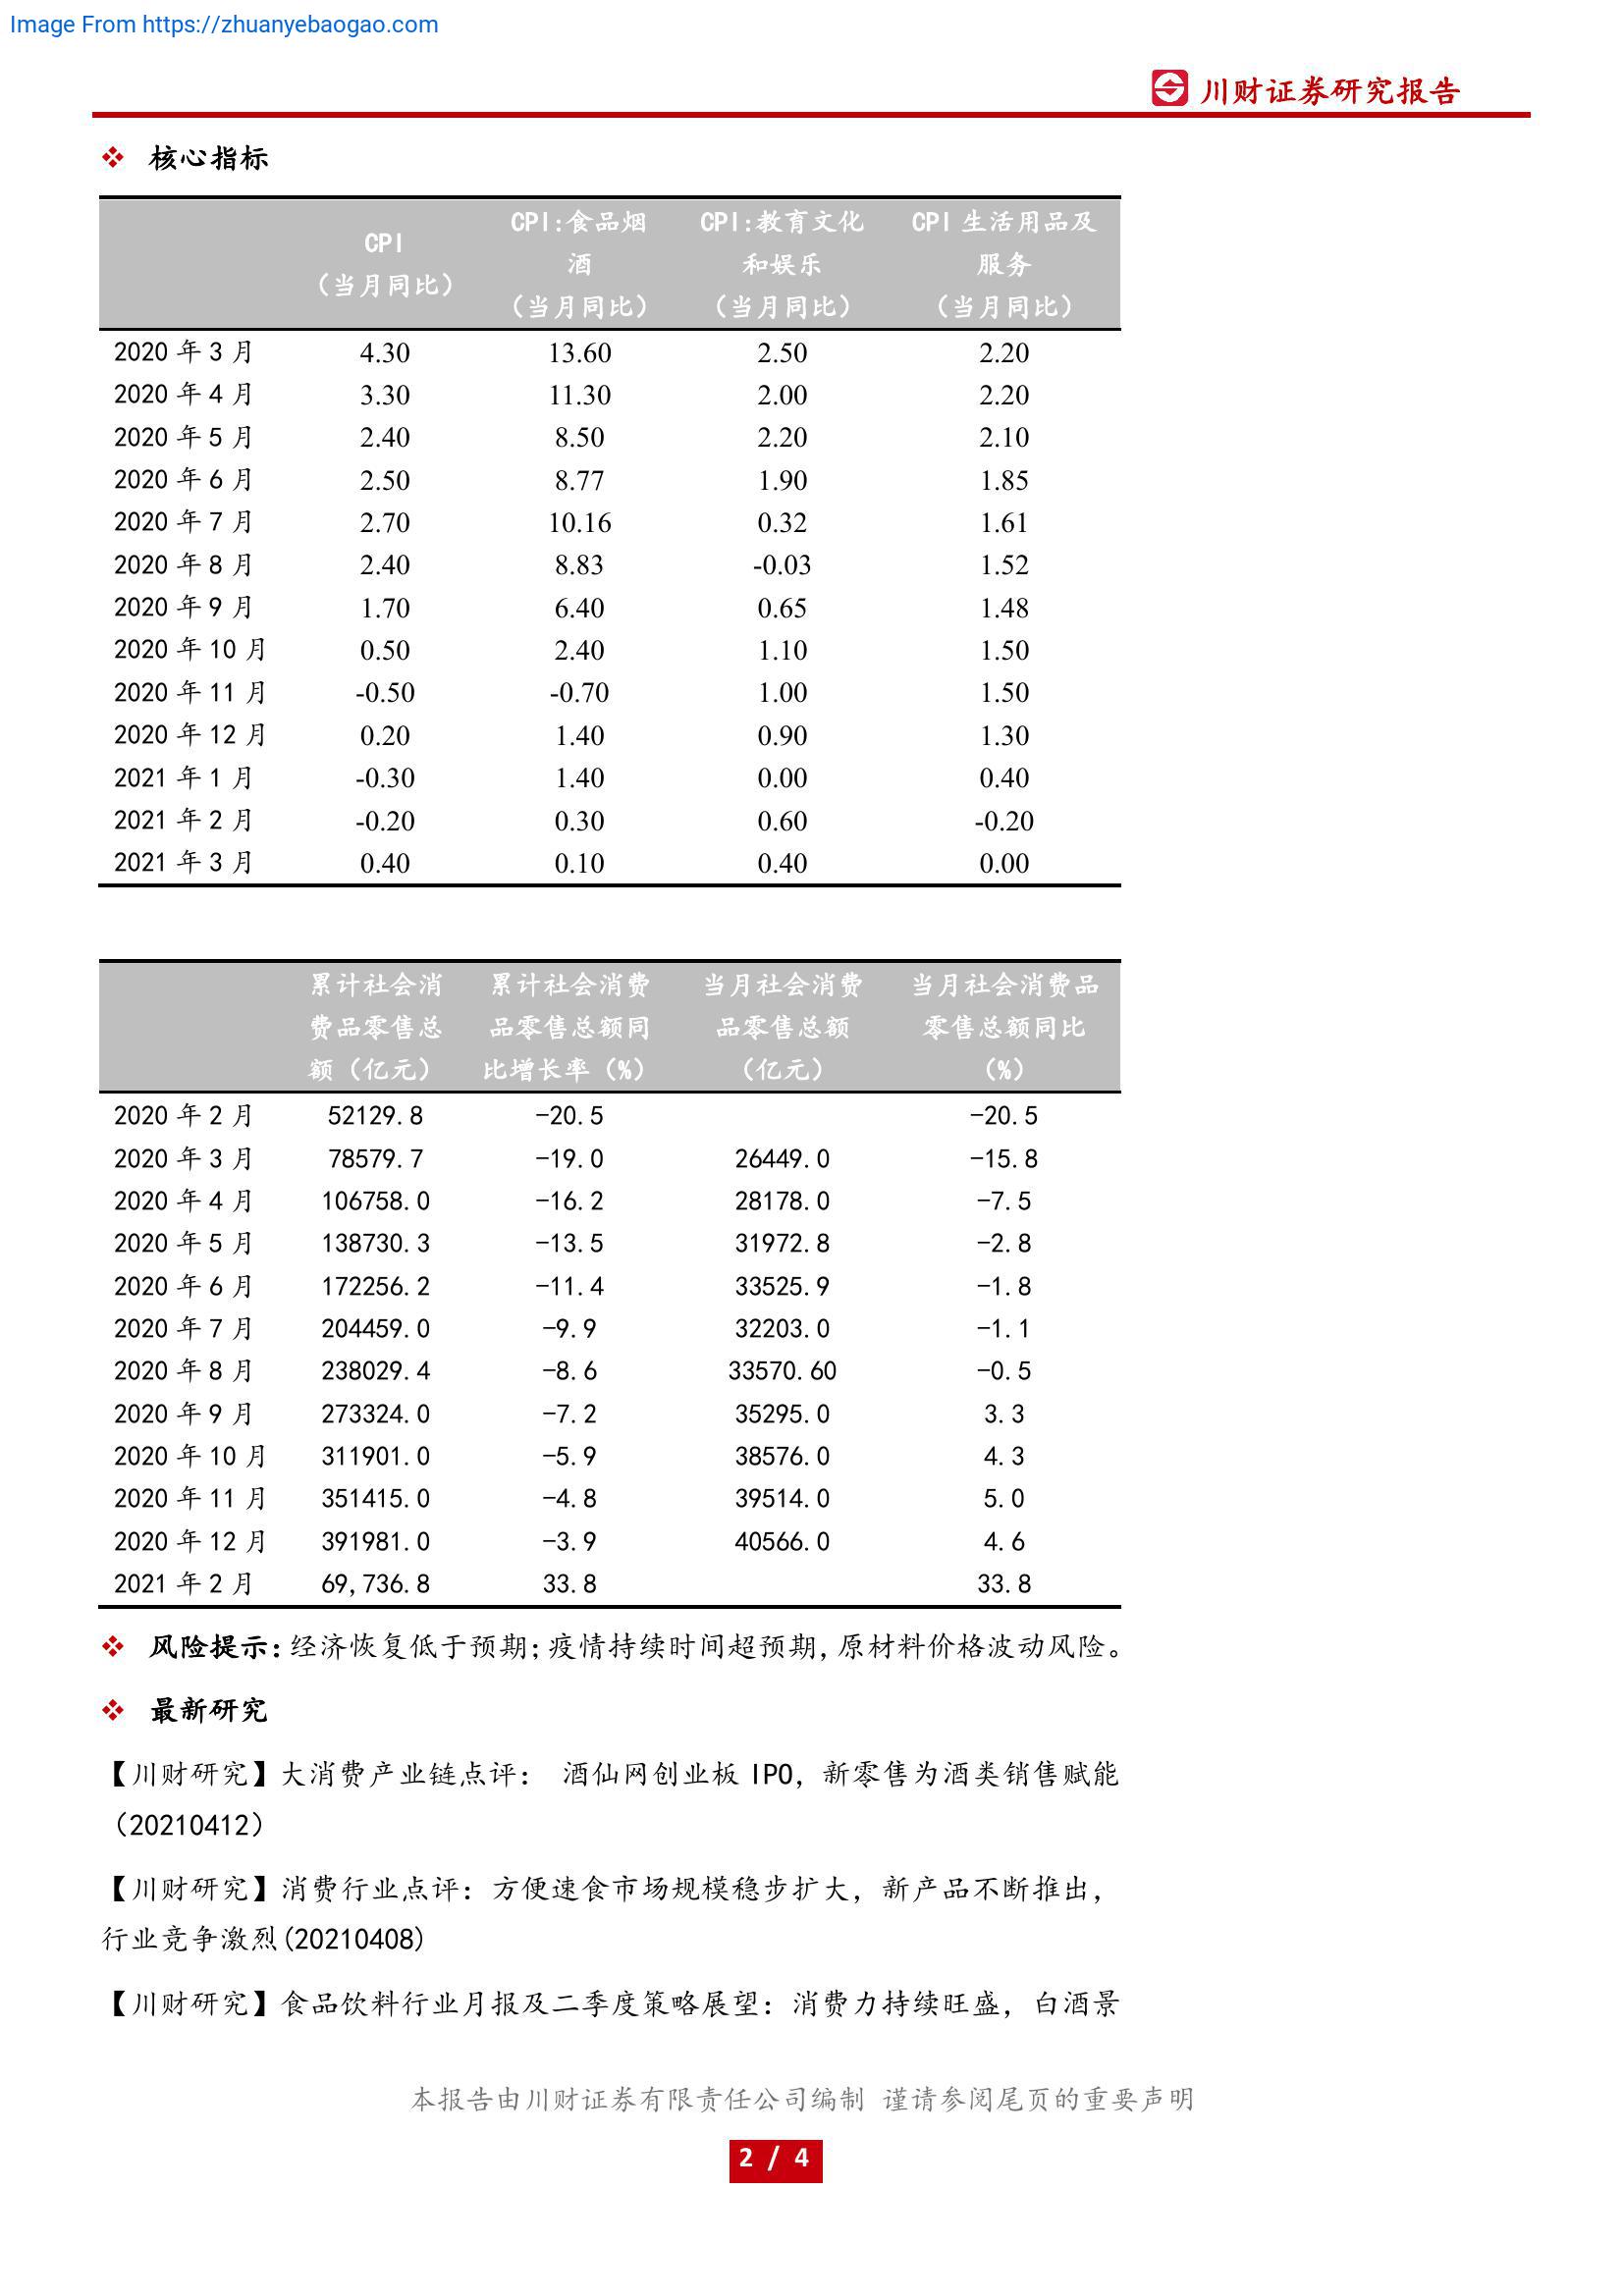 Image From https://zhuanyebaogao.com
川财证券研究报告
❖ 核心指标
CPI
（当月同比）
CPI:食品烟
酒
（当月同比）
CPI:教育文化
和娱乐
（当月同比）
CPI 生活用品及
服务
（当月同比）
2020 年 3 月 4.30 13.60 2.50 2.20
2020 年 4 月 3.30 11.30 2.00 2.20
2020 年 5 月 2.40 8.50 2.20 2.10
2020 年 6 月 2.50 8.77 1.90 1.85
2020 年 7 月 2.70 10.16 0.32 1.61
2020 年 8 月 2.40 8.83 -0.03 1.52
2020 年 9 月 1.70 6.40 0.65 1.48
2020 年 10 月 0.50 2.40 1.10 1.50
2020 年 11 月 -0.50 -0.70 1.00 1.50
2020 年 12 月 0.20 1.40 0.90 1.30
2021 年 1 月 -0.30 1.40 0.00 0.40
2021 年 2 月 -0.20 0.30 0.60 -0.20
2021 年 3 月 0.40 0.10 0.40 0.00
累计社会消
费品零售总
额（亿元）
累计社会消费
品零售总额同
比增长率（%）
当月社会消费
品零售总额
（亿元）
当月社会消费品
零售总额同比
（%）
2020 年 2 月 52129.8 -20.5 -20.5
2020 年 3 月 78579.7 -19.0 26449.0 -15.8
2020 年 4 月 106758.0 -16.2 28178.0 -7.5
2020 年 5 月 138730.3 -13.5 31972.8 -2.8
2020 年 6 月 172256.2 -11.4 33525.9 -1.8
2020 年 7 月 204459.0 -9.9 32203.0 -1.1
2020 年 8 月 238029.4 -8.6 33570.60 -0.5
2020 年 9 月 273324.0 -7.2 35295.0 3.3
2020 年 10 月 311901.0 -5.9 38576.0 4.3
2020 年 11 月 351415.0 -4.8 39514.0 5.0
2020 年 12 月 391981.0 -3.9 40566.0 4.6
2021 年 2 月 69,736.8 33.8 33.8
❖ 风险提示：经济恢复低于预期；疫情持续时间超预期，原材料价格波动风险。
❖ 最新研究
【川财研究】大消费产业链点评： 酒仙网创业板 IPO，新零售为酒类销售赋能
（20210412）
【川财研究】消费行业点评：方便速食市场规模稳步扩大，新产品不断推出，
行业竞争激烈(20210408)
【川财研究】食品饮料行业月报及二季度策略展望：消费力持续旺盛，白酒景
本报告由川财证券有限责任公司编制 谨请参阅尾页的重要声明
2 / 4